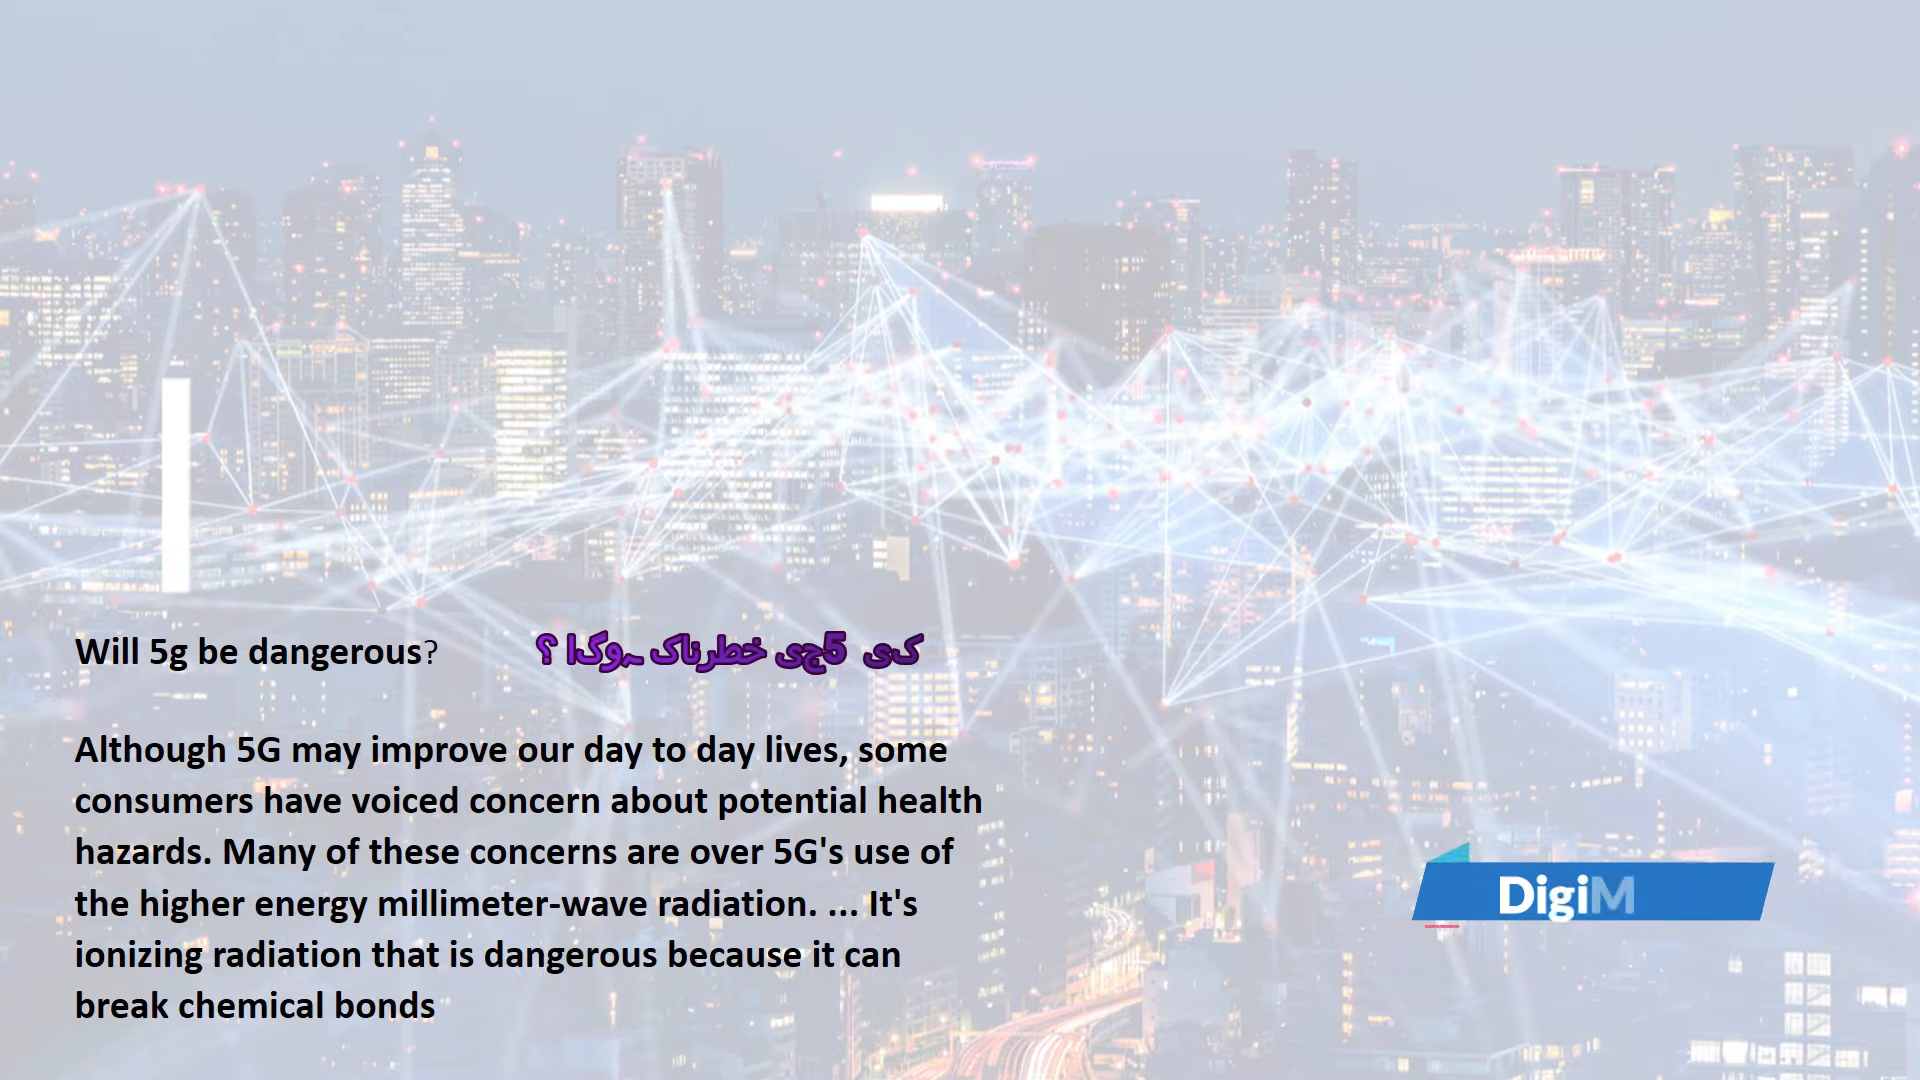 Will 5g be dangerous?
کی 5جی خطرناک ہوگا ؟
Although 5G may improve our day to day lives, some
consumers have voiced concern about potential health
hazards. Many of these concerns are over 5G's use of
the higher energy millimeter-wave radiation. ... It's
ionizing radiation that is dangerous because it can
break chemical bonds
DigiM